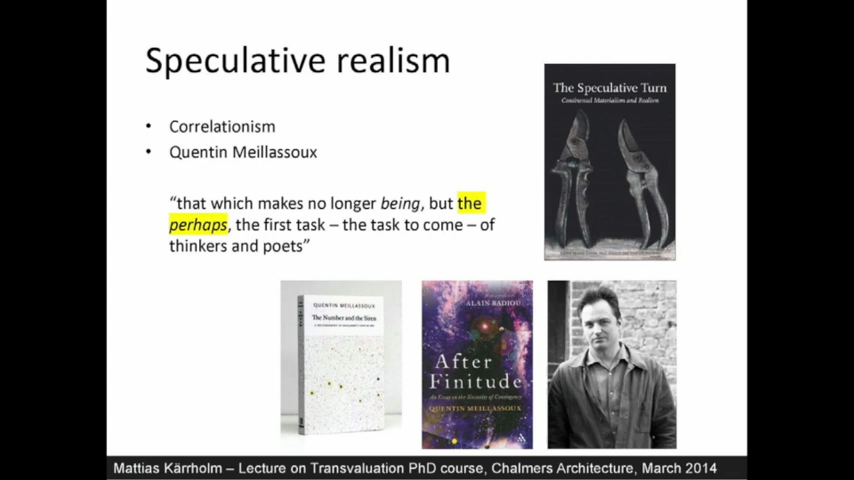 Speculative realism
• Correlationism
• Quentin Meillassoux
“that which makes no longer being, but the
perhaps, the first task – the task to come – of
thinkers and poets”
The Speculative Turn
Continental Materialism and Realism
QUENTIN MEILLASSOUX
The Number and the Siren
ALAIN BADIOU
After
Finitude
An Essay on the Necessity of Contingency
QUENTIN MEILLASSOUX
Mattias Kärrholm – Lecture on Transvaluation PhD course, Chalmers Architecture, March 2014